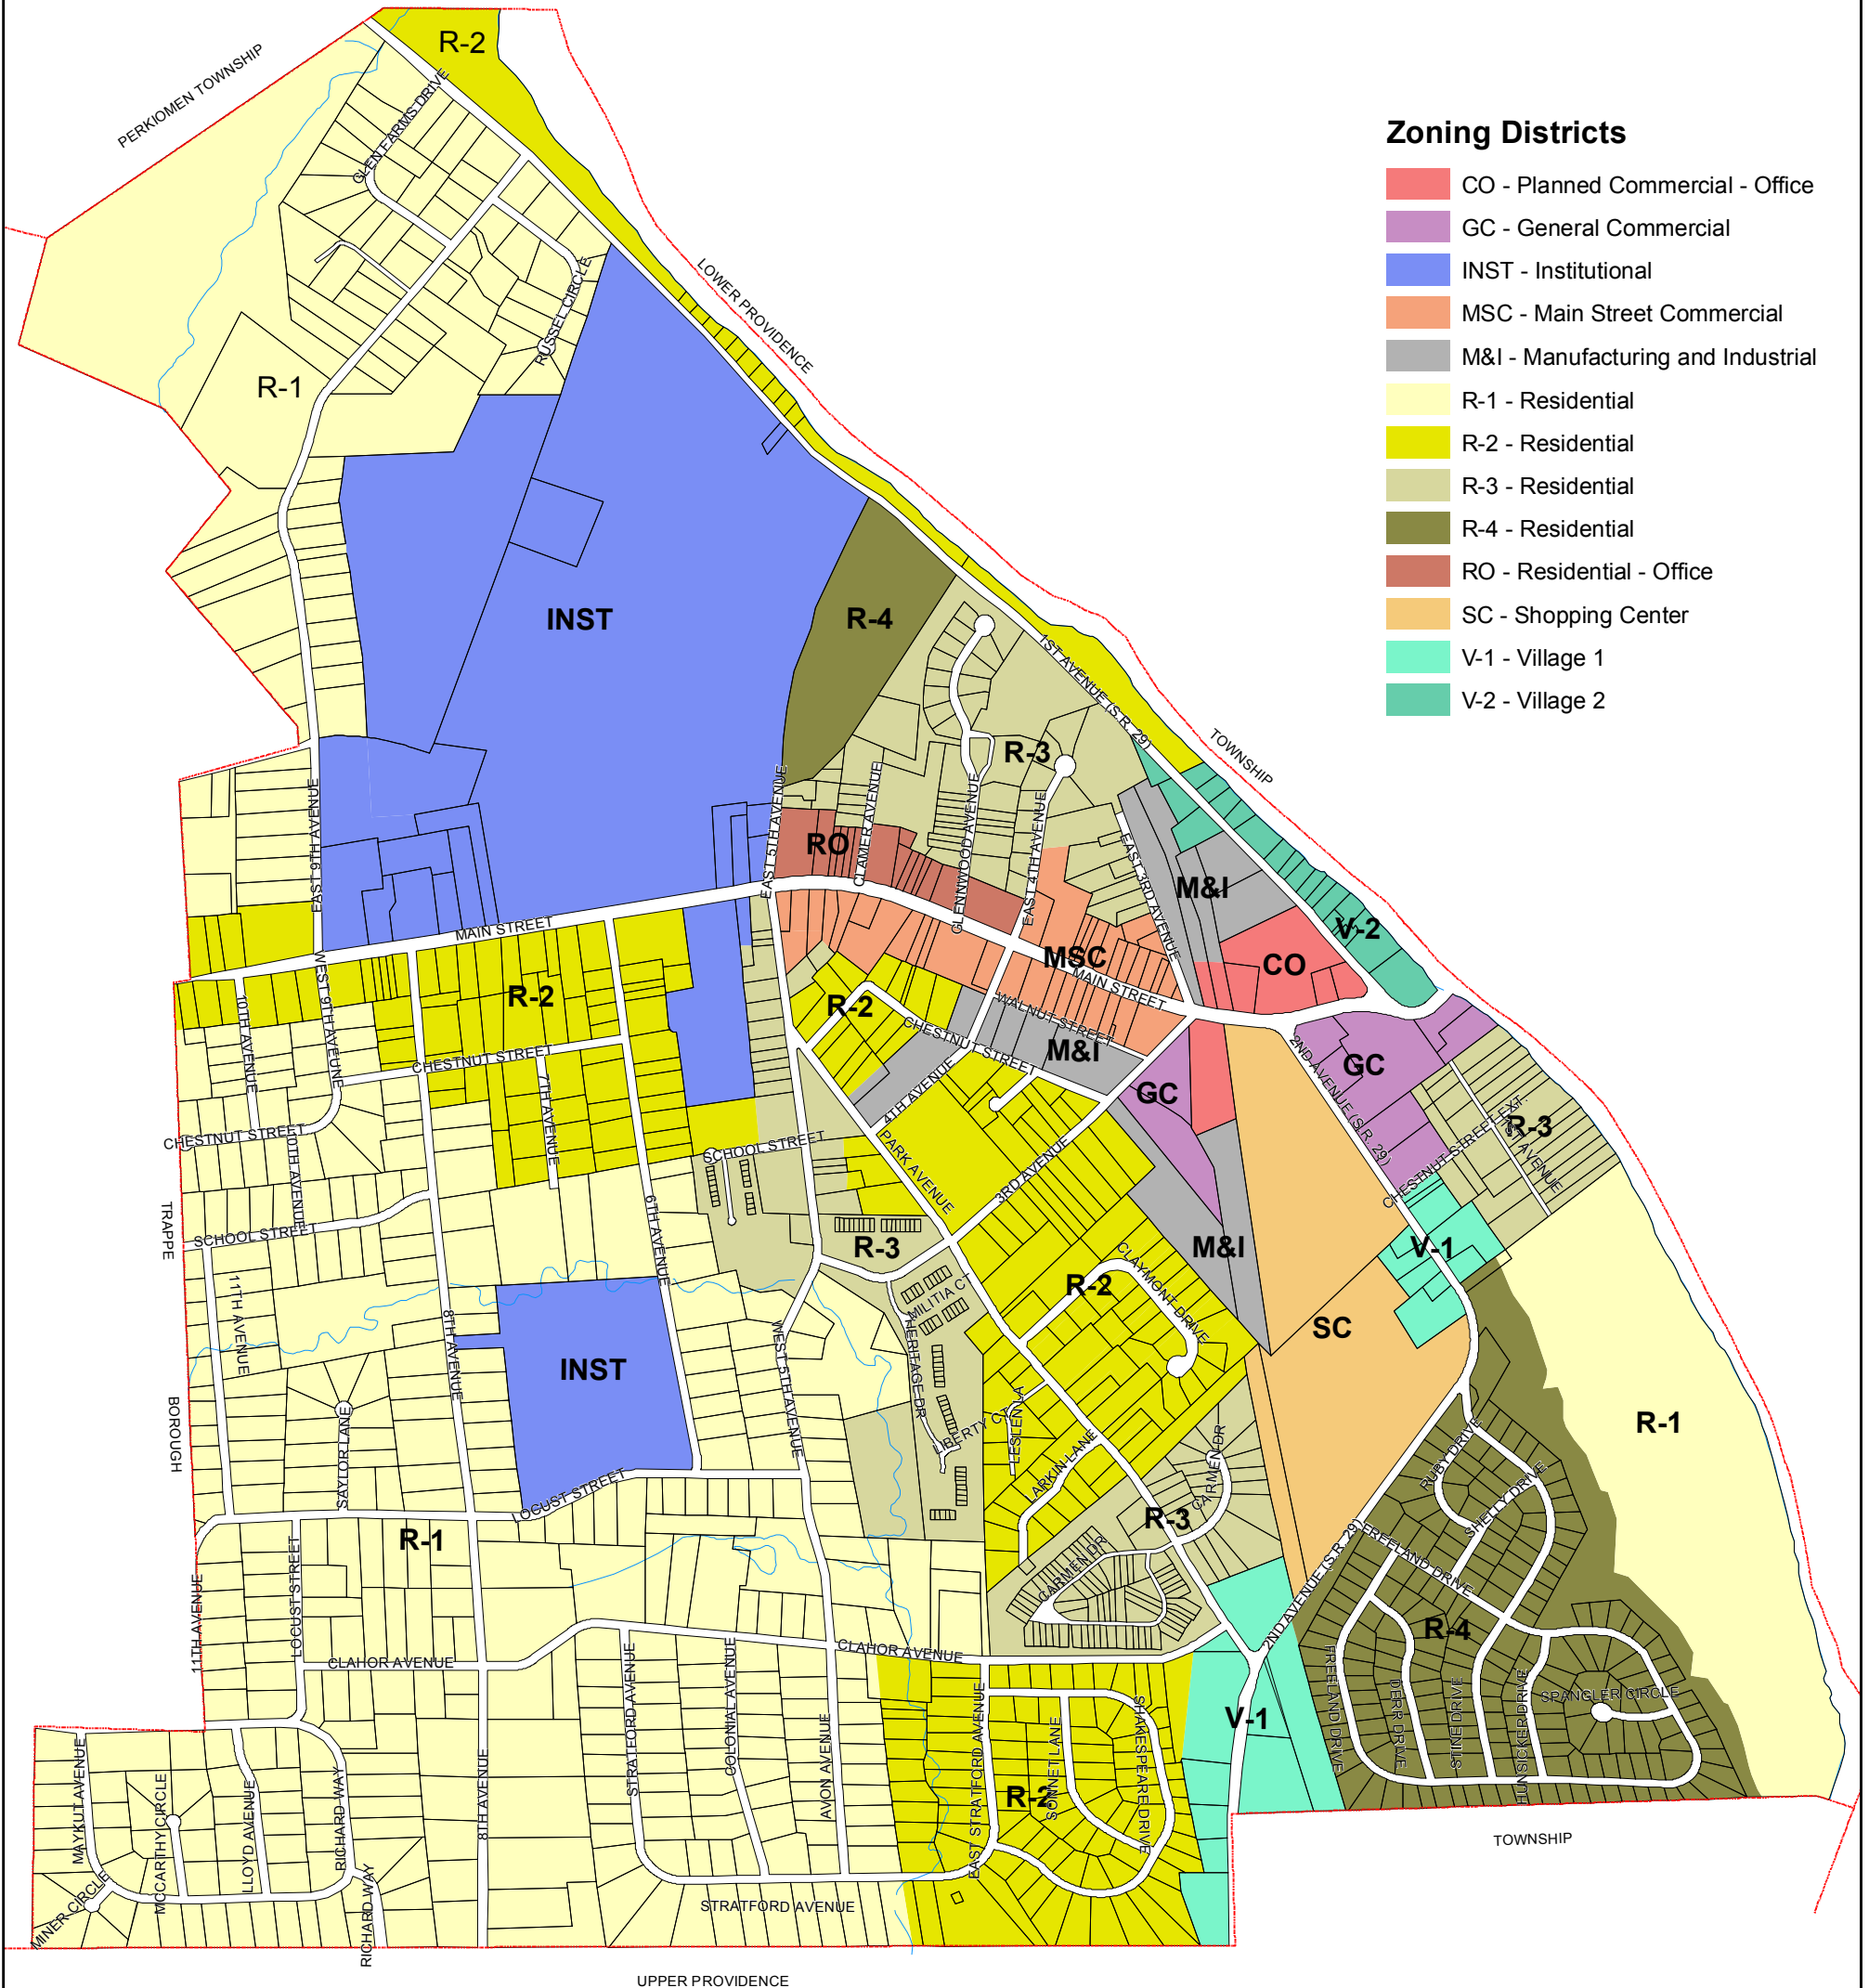 R-2
PERKIOMEN TOWNSHIP
GLEN FARMS DRIVE
Zoning Districts
CO - Planned Commercial - Office
GC - General Commercial
INST - Institutional
MSC - Main Street Commercial
M&I - Manufacturing and Industrial
R-1 - Residential
R-2 - Residential
R-3 - Residential
R-4 - Residential
RO - Residential - Office
SC - Shopping Center
V-1 - Village 1
V-2 - Village 2
LOWER PROVIDENCE
RUSSEL CIRCLE
R-1
INST
R-4
1ST AVENUE (S.R. 29)
R-3
TOWNSHIP
EAST 5TH AVENUE
CLAMER AVENUE
GLENNWOOD AVENUE
EAST 4TH AVENUE
EAST 3RD AVENUE
EAST 9TH AVENUE
RO
M&I
V-2
MAIN STREET
MSC
MAIN STREET
CO
R-2
R-2
WALNUT STREET
10TH AVENUE
WEST 9TH AVEUNE
CHESTNUT STREET
CHESTNUT STREET
M&I
GC
GC
2ND AVENUE (S.R. 29)
7TH AVENUE
4TH AVENUE
CHESTNUT STREET
10TH AVENUE
SCHOOL STREET
PARK AVENUE
3RD AVENUE
CHESTNUT STREET EXT.
R-3
1ST AVENUE
TRAPPE
SCHOOL STREET
6TH AVENUE
R-3
M&I
V-1
11TH AVENUE
8TH AVENUE
R-2
CLAYMONT DRIVE
MILITIA CT
HERITAGE DR
SC
INST
WEST 5TH AVENUE
BOROUGH
SAYLOR LANE
LIBERTY CT
LESLEN LA
LARKIN LANE
CARMEN DR
RUBY DRIVE
SHELLY DRIVE
R-1
LOCUST STREET
R-1
R-3
CARMEN DR
FREELAND DRIVE
2ND AVENUE (S.R. 29)
11TH AVENUE
LOCUST STREET
CLAHOR AVENUE
CLAHOR AVENUE
R-4
STRATFORD AVENUE
COLONIAL AVENUE
AVON AVENUE
EAST STRATFORD AVENUE
SONNET LANE
SHAKESPEARE DRIVE
V-1
FREELAND DRIVE
DERR DRIVE
STINE DRIVE
HUNSICKER DRIVE
SPANGLER CIRCLE
MAYKUT AVENUE
MCCARTHY CIRCLE
LLOYD AVENUE
RICHARD WAY
8TH AVENUE
R-2
TOWNSHIP
MINER CIRCLE
RICHARD WAY
STRATFORD AVENUE
UPPER PROVIDENCE